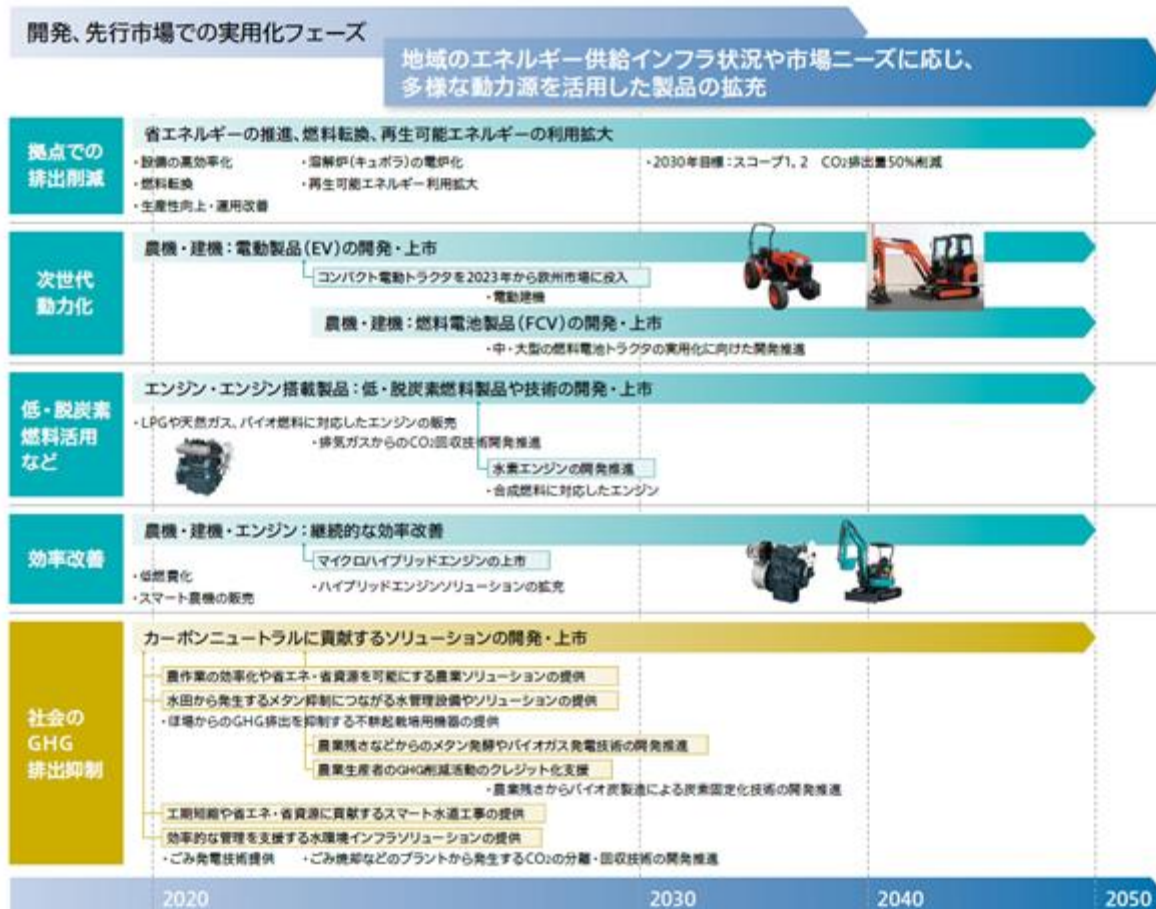 開発、先行市場での実用化フェーズ
地域のエネルギー供給インフラ状況や市場ニーズに応じ、
多様な動力源を活用した製品の拡充
拠点での
排出削減
省エネルギーの推進、燃料転換、再生可能エネルギーの利用拡大
・設備の高効率化
・燃料転換
・生産性向上・運用改善
・溶解炉(キュポラ)の電炉化
・再生可能エネルギー利用拡大
・2030年目標：スコープ1, 2 CO₂排出量50%削減
次世代
動力化
農機・建機：電動製品(EV)の開発・上市
コンパクト電動トラクタを2023年から欧州市場に投入
・電動建機
農機・建機：燃料電池製品(FCV)の開発・上市
・中・大型の燃料電池トラクタの実用化に向けた開発推進
低・脱炭素
燃料活用
など
エンジン・エンジン搭載製品：低・脱炭素燃料製品や技術の開発・上市
・LPGや天然ガス、バイオ燃料に対応したエンジンの販売
・排気ガスからのCO₂回収技術開発推進
水素エンジンの開発推進
・合成燃料に対応したエンジン
効率改善
農機・建機・エンジン：継続的な効率改善
マイクロハイブリッドエンジンの上市
・低燃費化
・スマート農機の販売
・ハイブリッドエンジンソリューションの拡充
社会の
GHG
排出抑制
カーボンニュートラルに貢献するソリューションの開発・上市
農作業の効率化や省エネ・省資源を可能にする農業ソリューションの提供
水田から発生するメタン抑制につながる水管理設備やソリューションの提供
・ほ場からのGHG排出を抑制する不耕起栽培用機器の提供
農業残さなどからのメタン発酵やバイオガス発電技術の開発推進
農業生産者のGHG削減活動のクレジット化支援
・農業残さからバイオ炭製造による炭素固定化技術の開発推進
工期短縮や省エネ・省資源に貢献するスマート水道工事の提供
効率的な管理を支援する水環境インフラソリューションの提供
・ごみ発電技術提供
・ごみ焼却などのプラントから発生するCO₂の分離・回収技術の開発推進
2020
2030
2040
2050